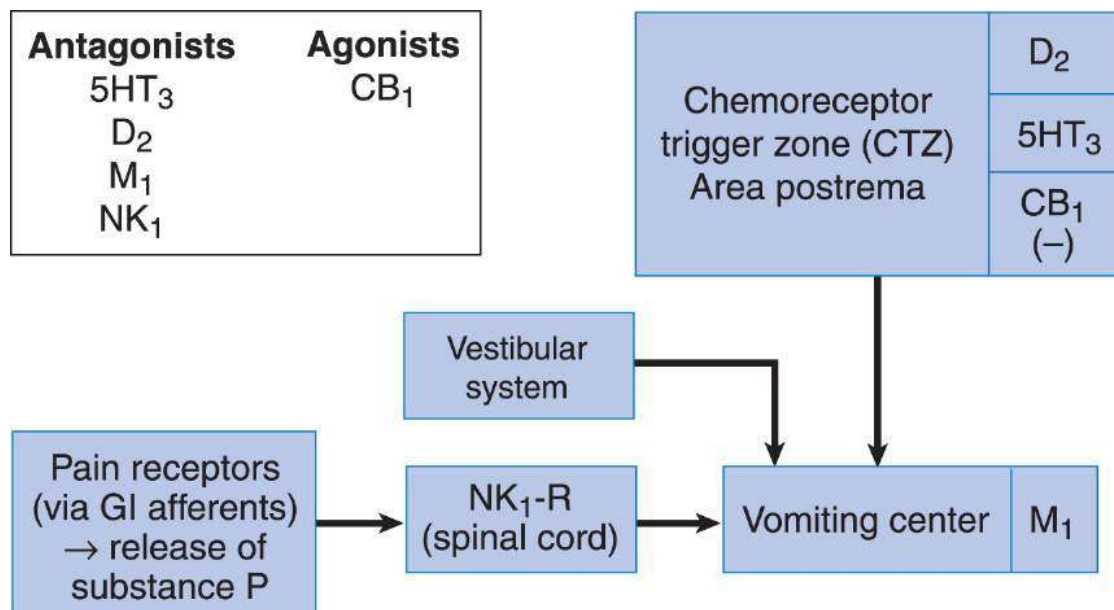 Antagonists Agonists
5HT₃ CB₁
D₂
M₁
NK₁
Chemoreceptor
trigger zone (CTZ)
Area postrema
D₂
5HT₃
CB₁
(–)
Vestibular
system
Pain receptors
(via GI afferents)
→ release of
substance P
NK₁-R
(spinal cord)
Vomiting center
M₁